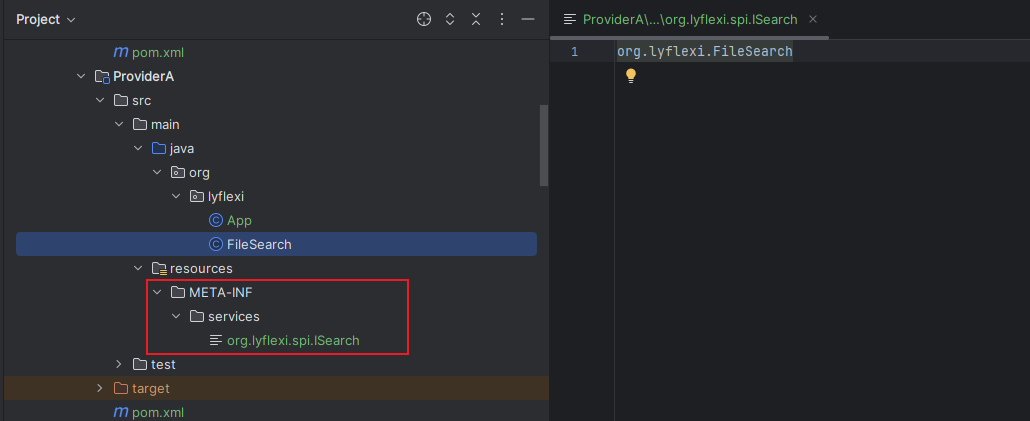 Project
pom.xml
ProviderA
src
main
java
org
lyflexi
App
FileSearch
resources
META-INF
services
org.lyflexi.spi.ISearch
test
target
pom.xml
ProviderA\...\org.lyflexi.spi.ISearch
1 org.lyflexi.FileSearch